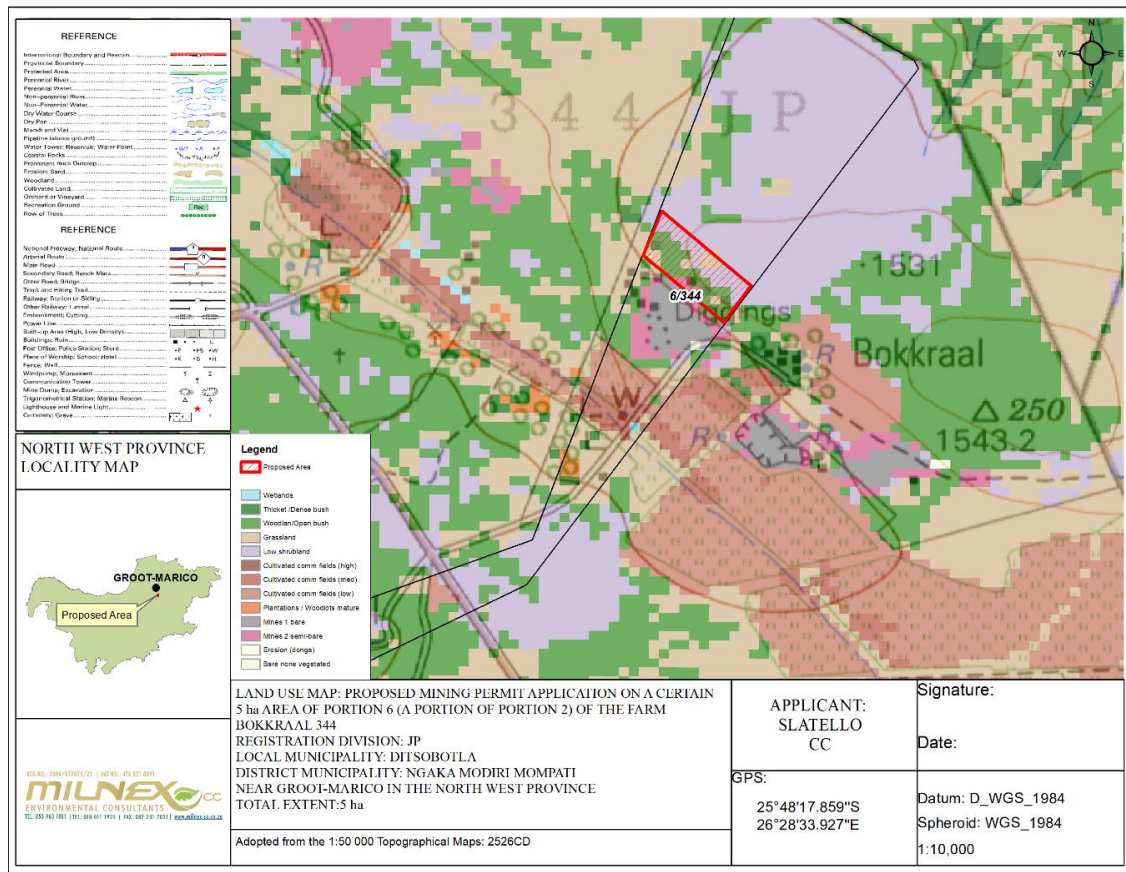 REFERENCE
International Boundary and Beacon
Provincial Boundary
Protected Area
Perennial River
Perennial Water
Non-perennial River
Non-Perennial Water
Dry Water Course
Dry Pan
Marsh and Vlei
Pipeline (above ground)
Water Tower; Reservoir; Water Point
Coastal Rocks
Prominent Rock Outcrop
Erosion; Sand
Woodland
Cultivated Land
Orchard or Vineyard
Recreation Ground
Row of Trees
REFERENCE
National Freeway; National Route
Arterial Route
Main Road
Secondary Road; Bench Mark
Other Road; Bridge
Track and Hiking Trail
Railway; Station or Siding
Other Railway; Tunnel
Embankment; Cutting
Power Line
Built-up Area (High, Low Density)
Buildings; Ruin
Post Office; Police Station; Store
Place of Worship; School; Hotel
Fence; Wall
Windpump; Monument
Communication Tower
Mine Dump; Excavation
Trigonometrical Station; Marine Beacon
Lighthouse and Marine Light
Cemetery; Grave
N
W E
S
344 JP
R
6/344
Diggings
1531
Bokkraal
R
W
R
250
1543.2
NORTH WEST PROVINCE
LOCALITY MAP
GROOT-MARICO
Proposed Area
Legend
Proposed Area
Wetlands
Thicket /Dense bush
Woodlan/Open bush
Grassland
Low shrubland
Cultivated comm fields (high)
Cultivated comm fields (med)
Cultivated comm fields (low)
Plantations / Woodlots mature
Mines 1 bare
Mines 2 semi-bare
Erosion (donga)
Bare none vegetated
MILNEX CC
ENVIRONMENTAL CONSULTANTS
LAND USE MAP: PROPOSED MINING PERMIT APPLICATION ON A CERTAIN
5 ha AREA OF PORTION 6 (A PORTION OF PORTION 2) OF THE FARM
BOKKRAAL 344
REGISTRATION DIVISION: JP
LOCAL MUNICIPALITY: DITSOBOTLA
DISTRICT MUNICIPALITY: NGAKA MODIRI MOMPATI
NEAR GROOT-MARICO IN THE NORTH WEST PROVINCE
TOTAL EXTENT:5 ha
Adopted from the 1:50 000 Topographical Maps: 2526CD
APPLICANT:
SLATELLO
CC
GPS:
25°48'17.859"S
26°28'33.927"E
Signature:
Date:
Datum: D_WGS_1984
Spheroid: WGS_1984
1:10,000